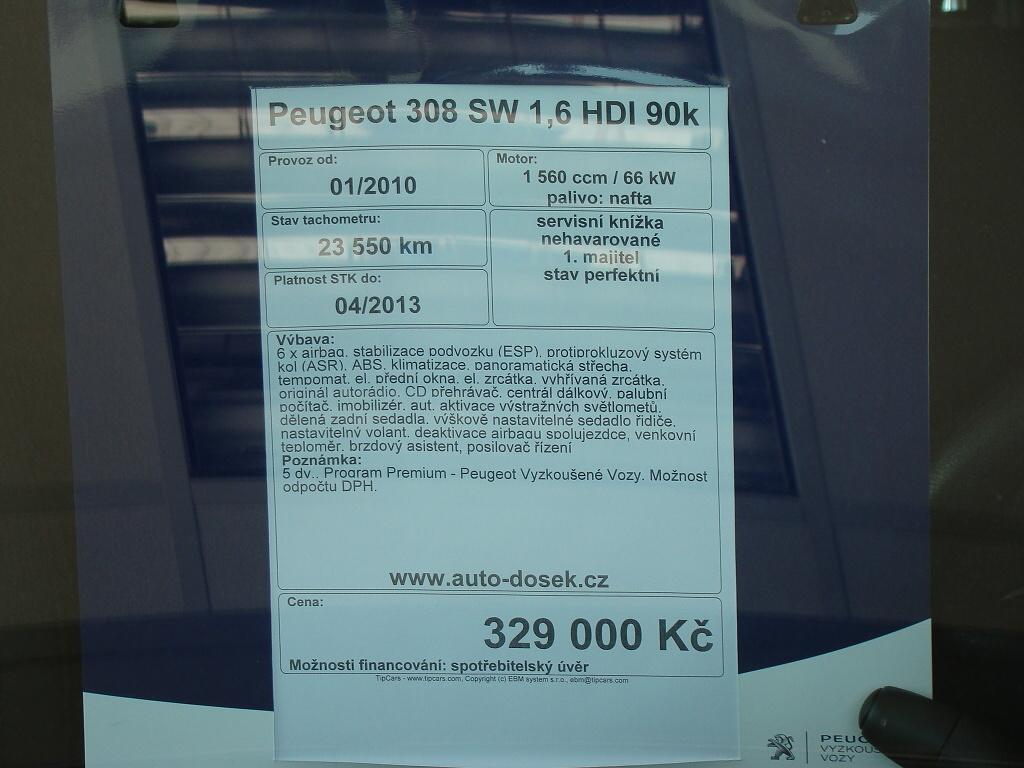 Peugeot 308 SW 1,6 HDI 90k
Provoz od:
01/2010
Motor:
1 560 ccm / 66 kW
palivo: nafta
Stav tachometru:
23 550 km
servisní knížka
nehavarované
1. majitel
stav perfektní
Platnost STK do:
04/2013
Výbava:
6 x airbag, stabilizace podvozku (ESP), protiprokluzový systém
kol (ASR), ABS, klimatizace, panoramatická střecha,
tempomat, el. přední okna, el. zrcátka, vyhřívaná zrcátka,
originál autorádio, CD přehrávač, centrál dálkový, palubní
počítač, imobilizér, aut. aktivace výstražných světlometů,
dělená zadní sedadla, výškově nastavitelné sedadlo řidiče,
nastavitelný volant, deaktivace airbagu spolujezdce, venkovní
teploměr, brzdový asistent, posilovač řízení
Poznámka:
5 dv., Program Premium - Peugeot Vyzkoušené Vozy. Možnost
odpočtu DPH.
www.auto-dosek.cz
Cena:
329 000 Kč
Možnosti financování: spotřebitelský úvěr
TipCars - www.tipcars.com, Copyright (c) EBM system s.r.o., ebm@tipcars.com
VOZY